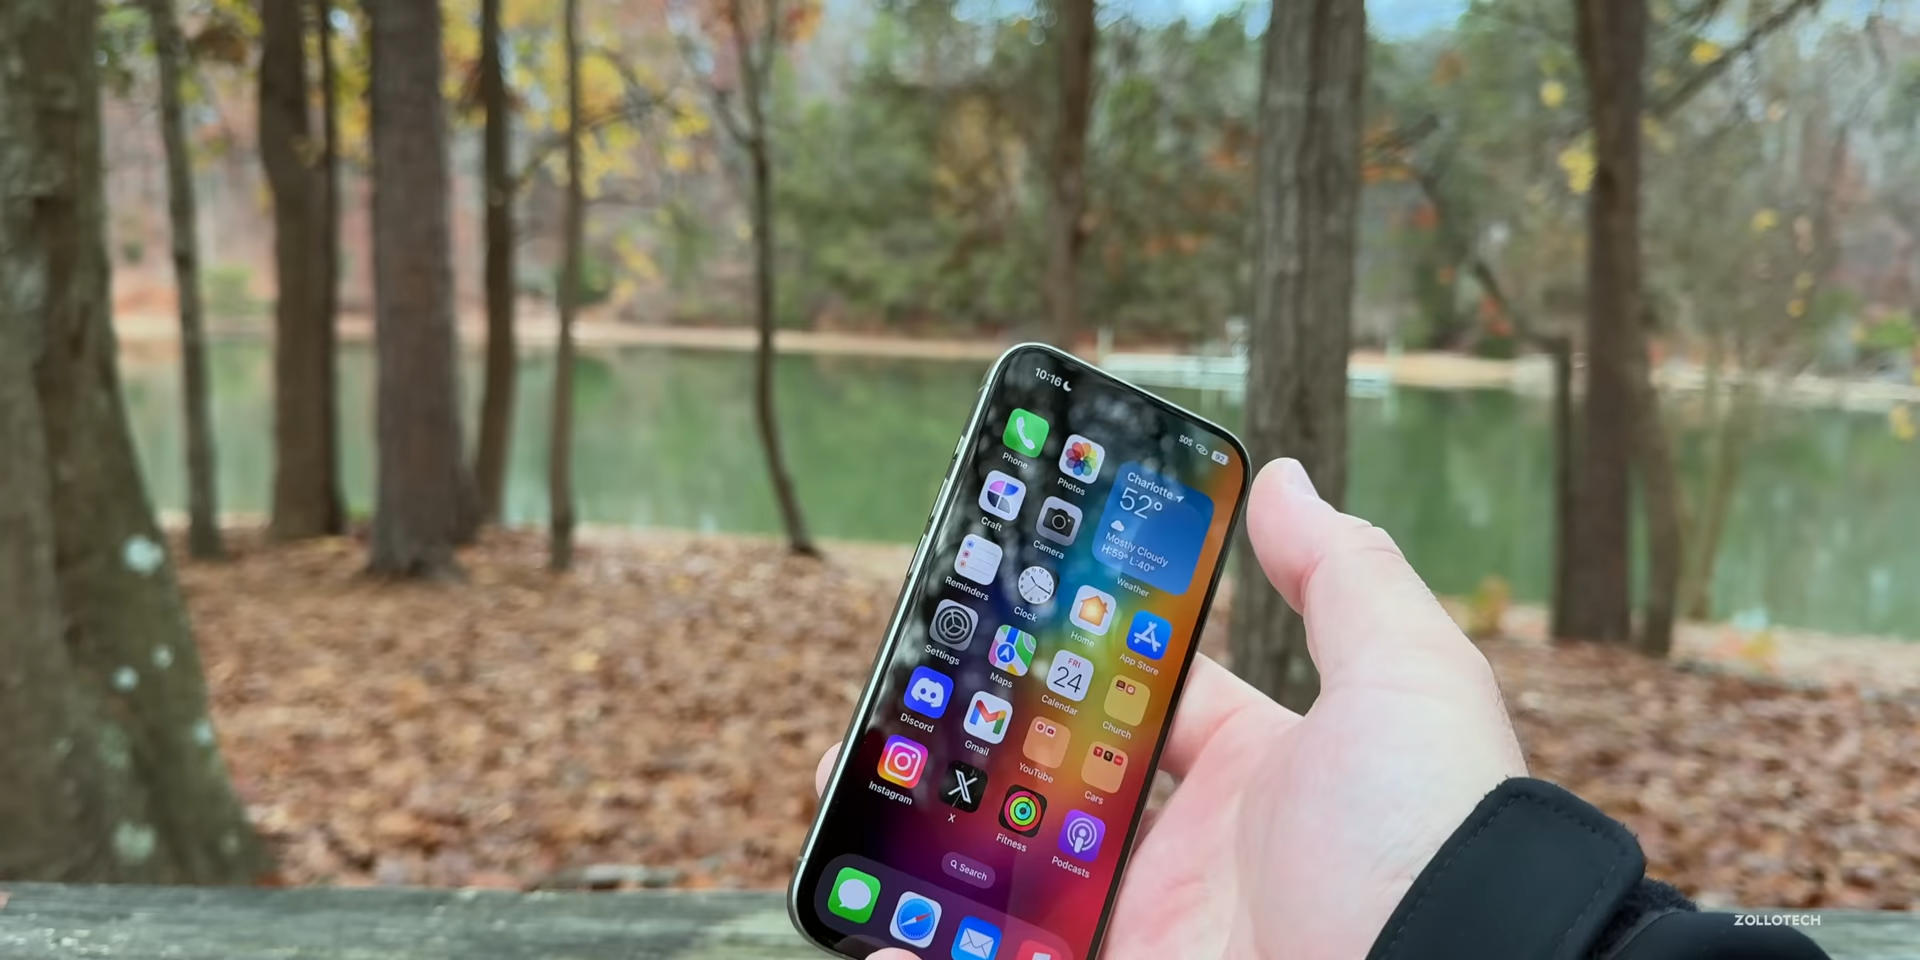 10:16
SOS
92
Phone
Photos
Charlotte
52°
Mostly Cloudy
H:59° L:40°
Weather
Craft
Camera
Reminders
Clock
Home
App Store
Settings
Maps
FRI
24
Calendar
Church
Discord
Gmail
YouTube
Cars
Instagram
X
Fitness
Podcasts
Search
ZOLLOTECH